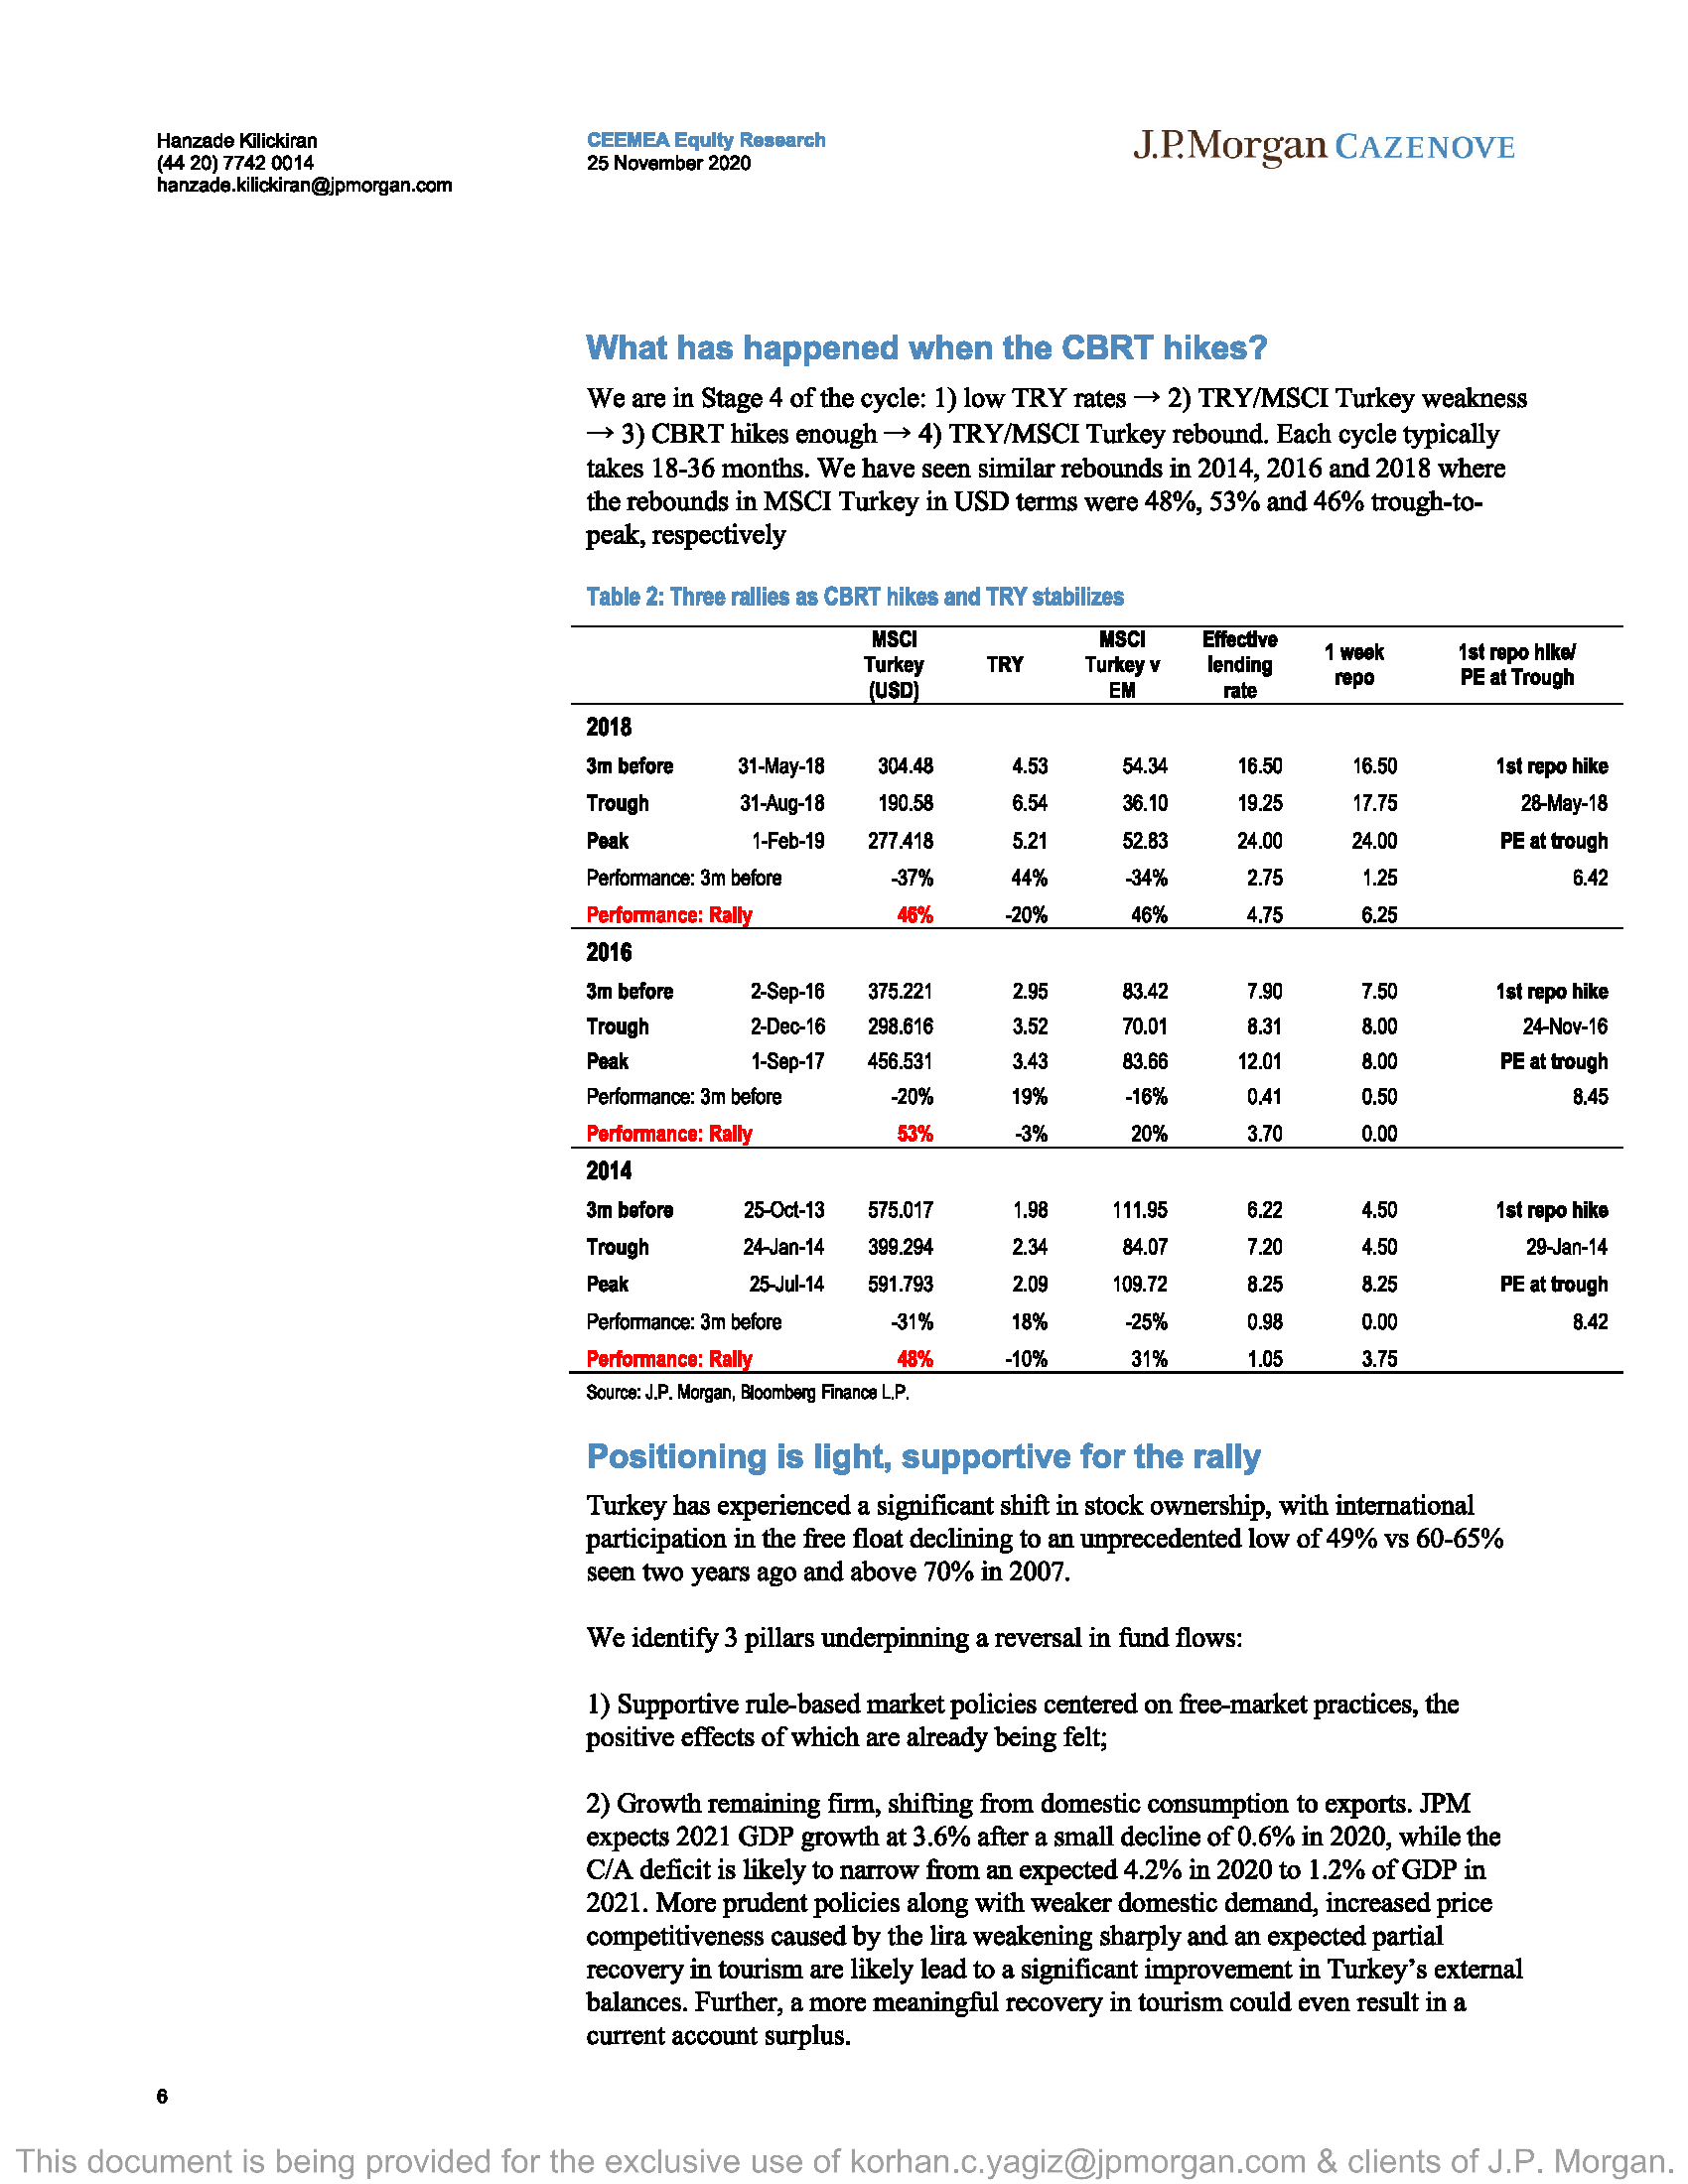 Hanzade Kilickiran
(44 20) 7742 0014
hanzade.kilickiran@jpmorgan.com
CEEMEA Equity Research
25 November 2020
J.P.Morgan CAZENOVE
What has happened when the CBRT hikes?
We are in Stage 4 of the cycle: 1) low TRY rates → 2) TRY/MSCI Turkey weakness
→ 3) CBRT hikes enough → 4) TRY/MSCI Turkey rebound. Each cycle typically
takes 18-36 months. We have seen similar rebounds in 2014, 2016 and 2018 where
the rebounds in MSCI Turkey in USD terms were 48%, 53% and 46% trough-to-
peak, respectively
Table 2: Three rallies as CBRT hikes and TRY stabilizes
MSCI Turkey (USD) TRY MSCI Turkey v EM Effective lending rate 1 week repo 1st repo hike/ PE at Trough
2018
3m before 31-May-18 304.48 4.53 54.34 16.50 16.50 1st repo hike
Trough 31-Aug-18 190.58 6.54 36.10 19.25 17.75 28-May-18
Peak 1-Feb-19 277.418 5.21 52.83 24.00 24.00 PE at trough
Performance: 3m before -37% 44% -34% 2.75 1.25 6.42
Performance: Rally 46% -20% 46% 4.75 6.25
2016
3m before 2-Sep-16 375.221 2.95 83.42 7.90 7.50 1st repo hike
Trough 2-Dec-16 298.616 3.52 70.01 8.31 8.00 24-Nov-16
Peak 1-Sep-17 456.531 3.43 83.66 12.01 8.00 PE at trough
Performance: 3m before -20% 19% -16% 0.41 0.50 8.45
Performance: Rally 53% -3% 20% 3.70 0.00
2014
3m before 25-Oct-13 575.017 1.98 111.95 6.22 4.50 1st repo hike
Trough 24-Jan-14 399.294 2.34 84.07 7.20 4.50 29-Jan-14
Peak 25-Jul-14 591.793 2.09 109.72 8.25 8.25 PE at trough
Performance: 3m before -31% 18% -25% 0.98 0.00 8.42
Performance: Rally 48% -10% 31% 1.05 3.75
Source: J.P. Morgan, Bloomberg Finance L.P.
Positioning is light, supportive for the rally
Turkey has experienced a significant shift in stock ownership, with international
participation in the free float declining to an unprecedented low of 49% vs 60-65%
seen two years ago and above 70% in 2007.
We identify 3 pillars underpinning a reversal in fund flows:
1) Supportive rule-based market policies centered on free-market practices, the
positive effects of which are already being felt;
2) Growth remaining firm, shifting from domestic consumption to exports. JPM
expects 2021 GDP growth at 3.6% after a small decline of 0.6% in 2020, while the
C/A deficit is likely to narrow from an expected 4.2% in 2020 to 1.2% of GDP in
2021. More prudent policies along with weaker domestic demand, increased price
competitiveness caused by the lira weakening sharply and an expected partial
recovery in tourism are likely lead to a significant improvement in Turkey's external
balances. Further, a more meaningful recovery in tourism could even result in a
current account surplus.
6
This document is being provided for the exclusive use of korhan.c.yagiz@jpmorgan.com & clients of J.P. Morgan.